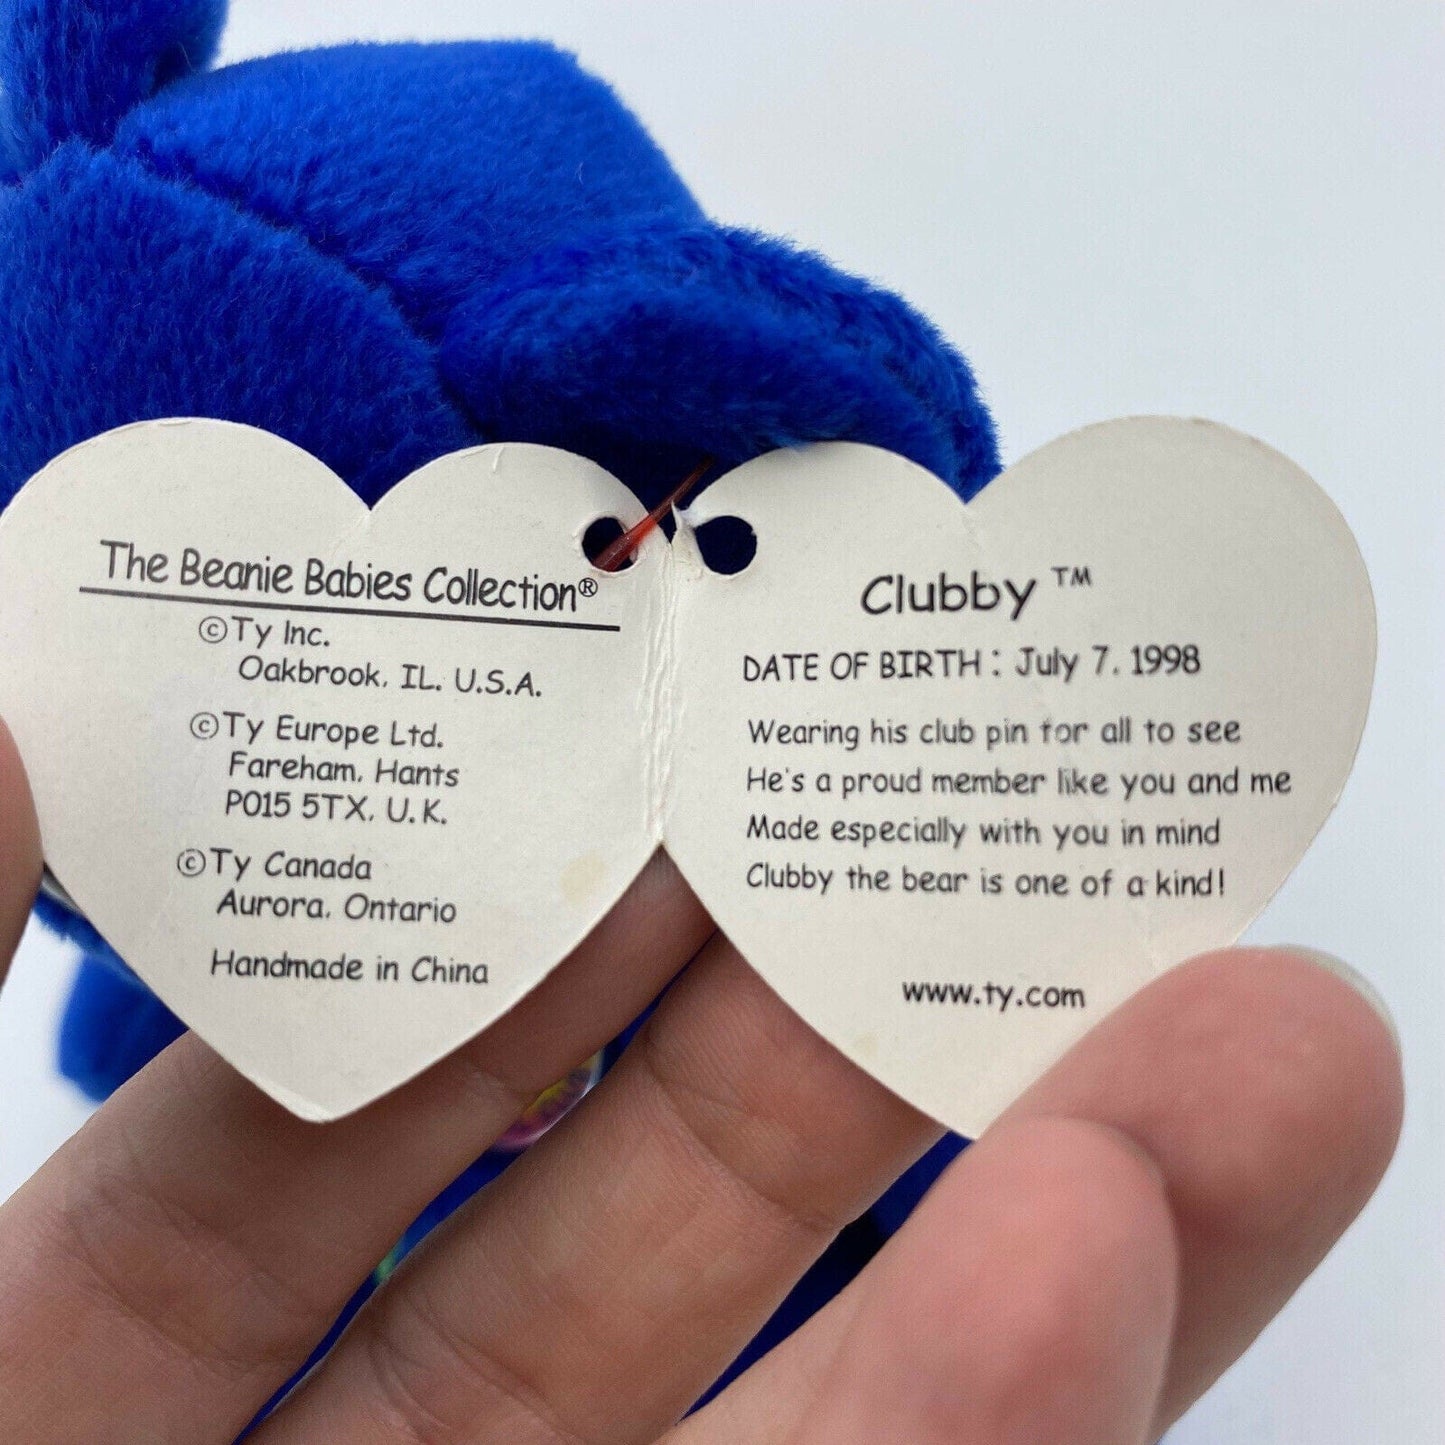 The Beanie Babies Collection®
©Ty Inc.
Oakbrook, IL. U.S.A.
©Ty Europe Ltd.
Fareham, Hants
PO15 5TX, U.K.
©Ty Canada
Aurora, Ontario
Handmade in China
Clubby ™
DATE OF BIRTH : July 7, 1998
Wearing his club pin for all to see
He's a proud member like you and me
Made especially with you in mind
Clubby the bear is one of a kind!
www.ty.com